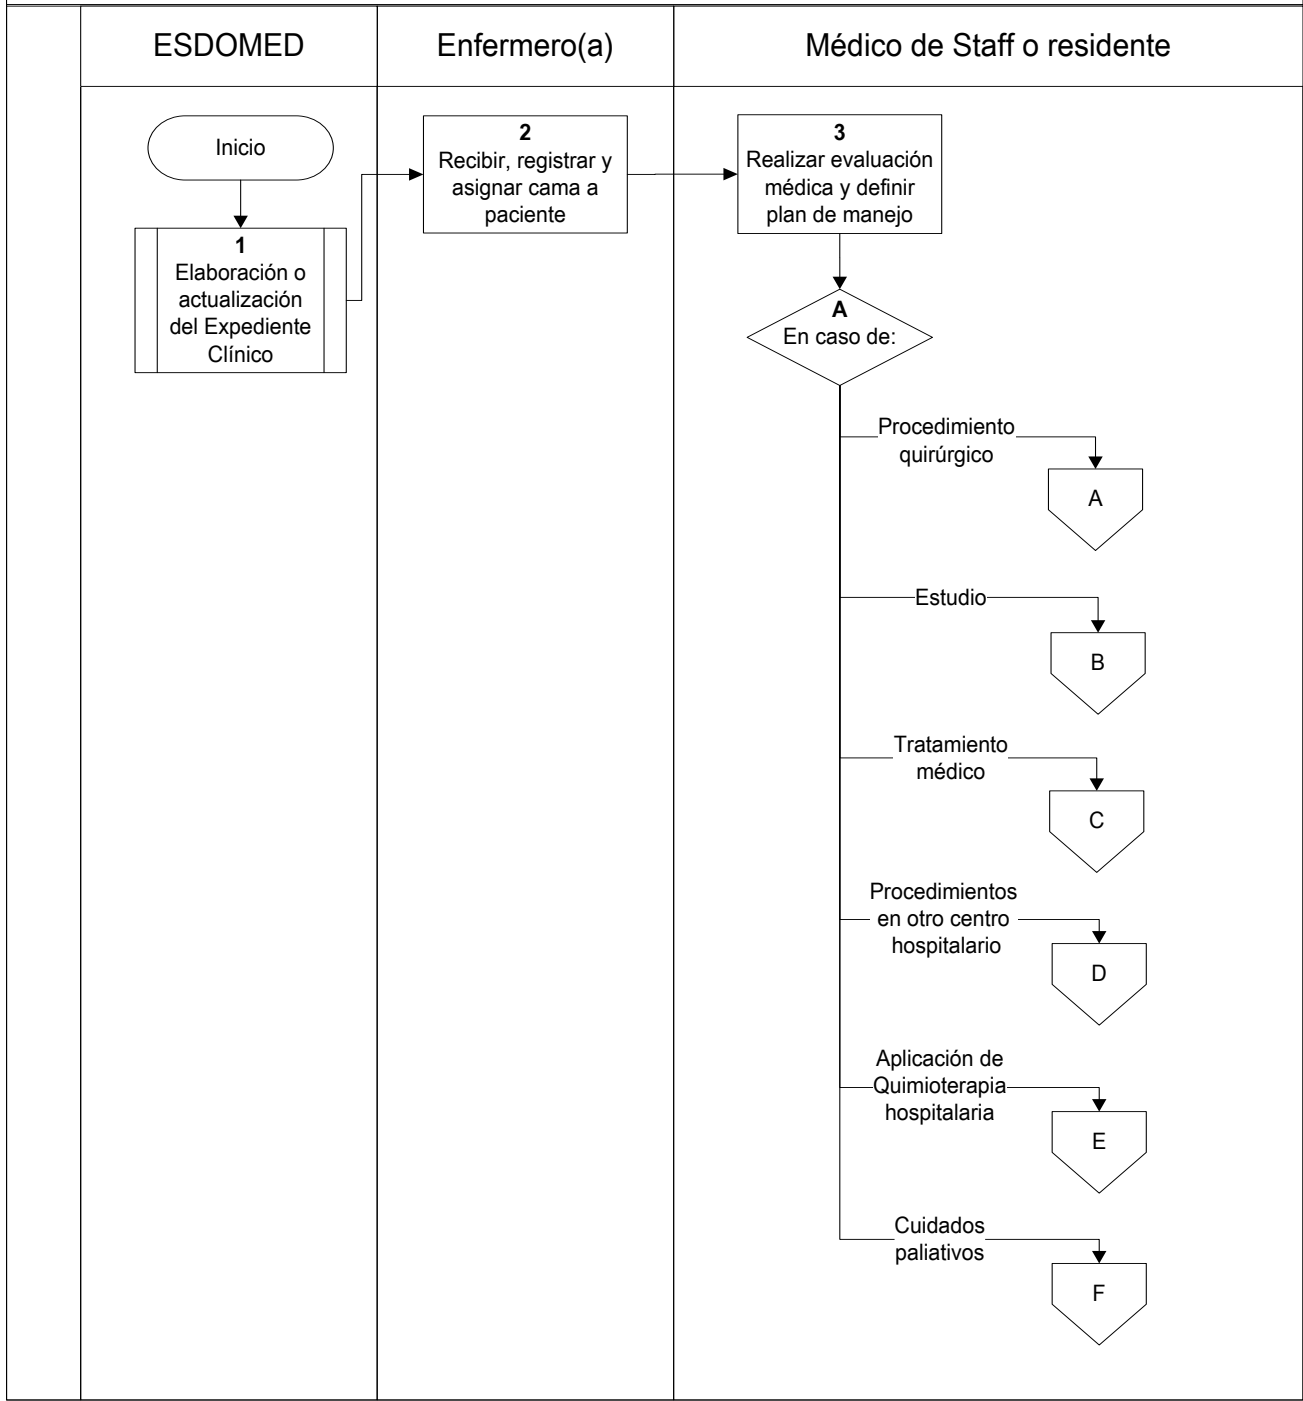 ESDOMED
Enfermero(a)
Médico de Staff o residente
Inicio
1
Elaboración o
actualización
del Expediente
Clínico
2
Recibir, registrar y
asignar cama a
paciente
3
Realizar evaluación
médica y definir
plan de manejo
A
En caso de:
Procedimiento
quirúrgico
A
Estudio
B
Tratamiento
médico
C
Procedimientos
en otro centro
hospitalario
D
Aplicación de
Quimioterapia
hospitalaria
E
Cuidados
paliativos
F